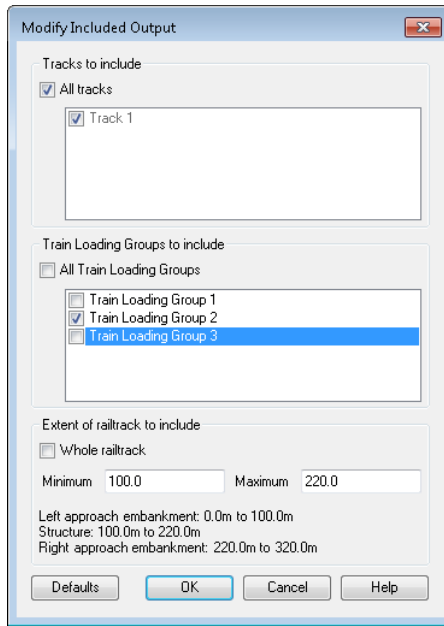 Modify Included Output
Tracks to include
All tracks
Track 1
Train Loading Groups to include
All Train Loading Groups
Train Loading Group 1
Train Loading Group 2
Train Loading Group 3
Extent of railtrack to include
Whole railtrack
Minimum 100.0 Maximum 220.0
Left approach embankment: 0.0m to 100.0m
Structure: 100.0m to 220.0m
Right approach embankment: 220.0m to 320.0m
Defaults OK Cancel Help